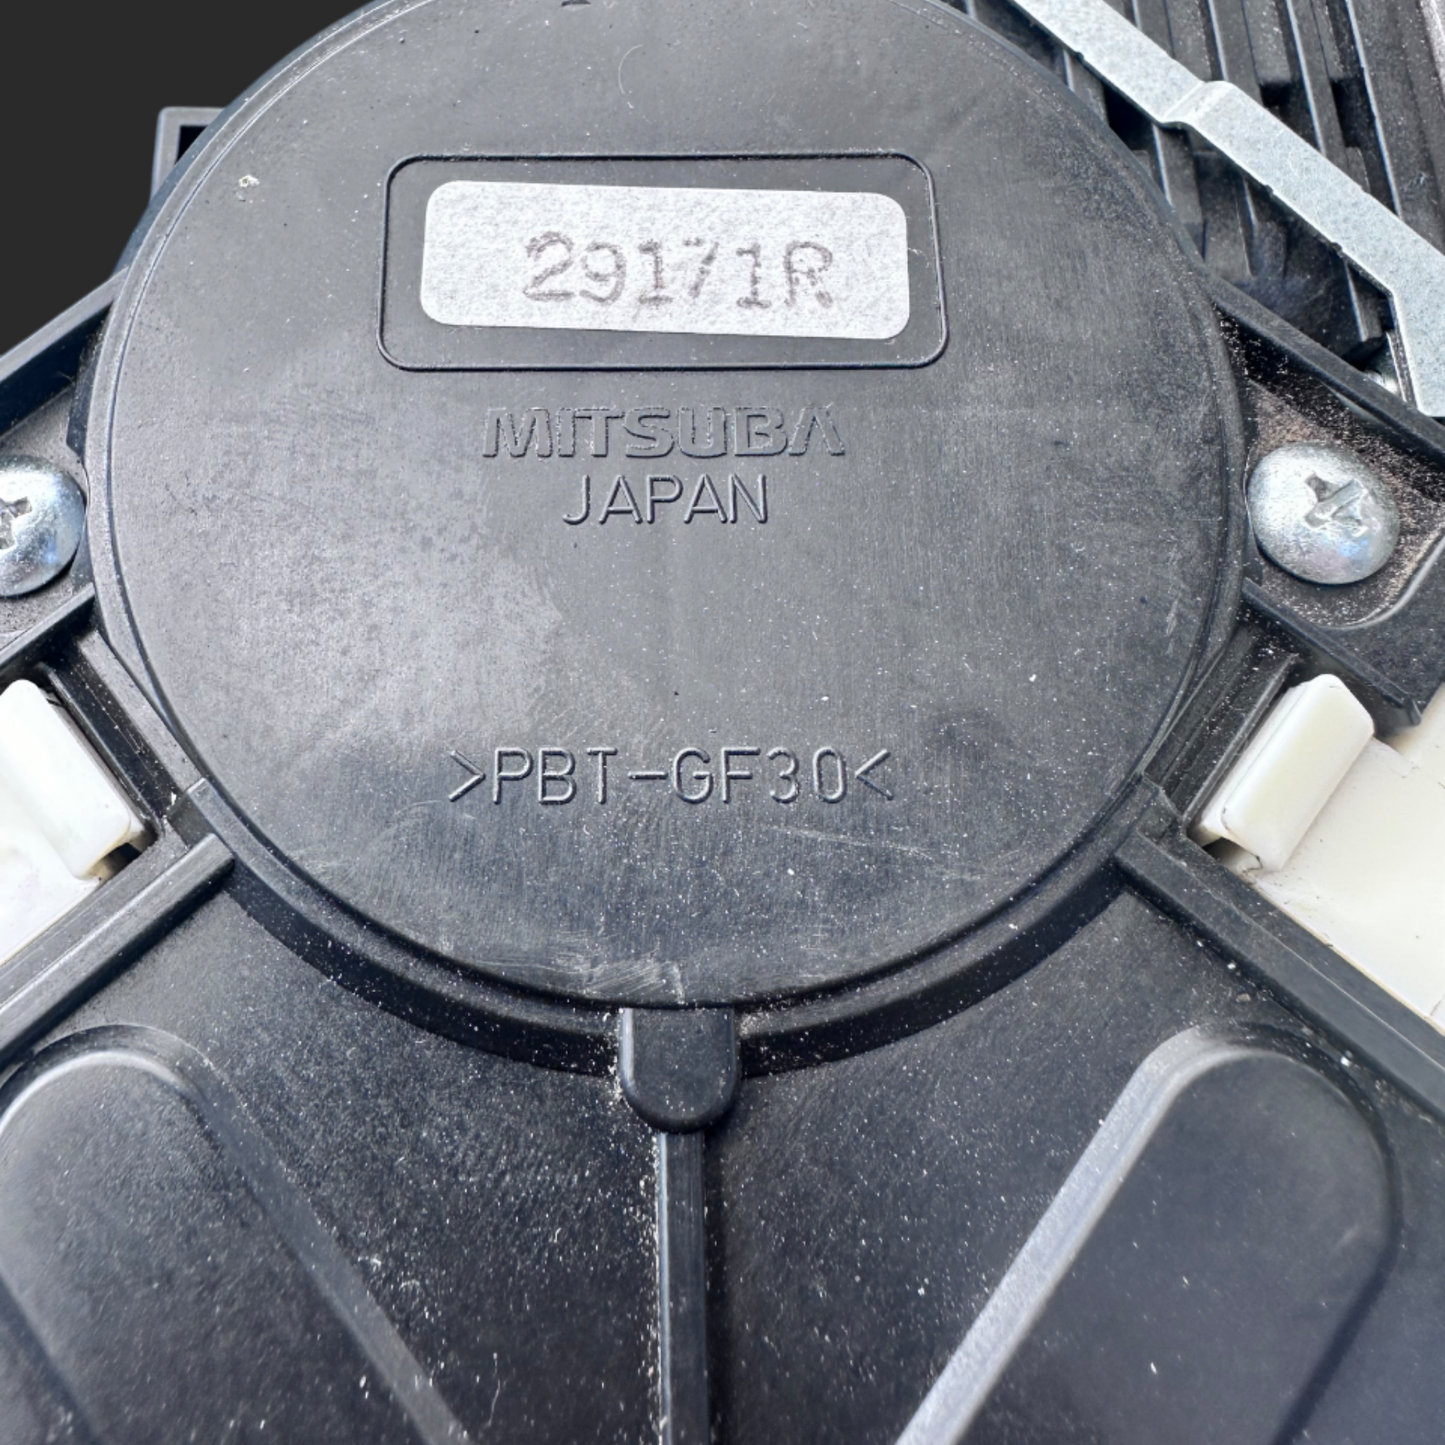 29171R
MITSUBA
JAPAN
>PBT-GF30<